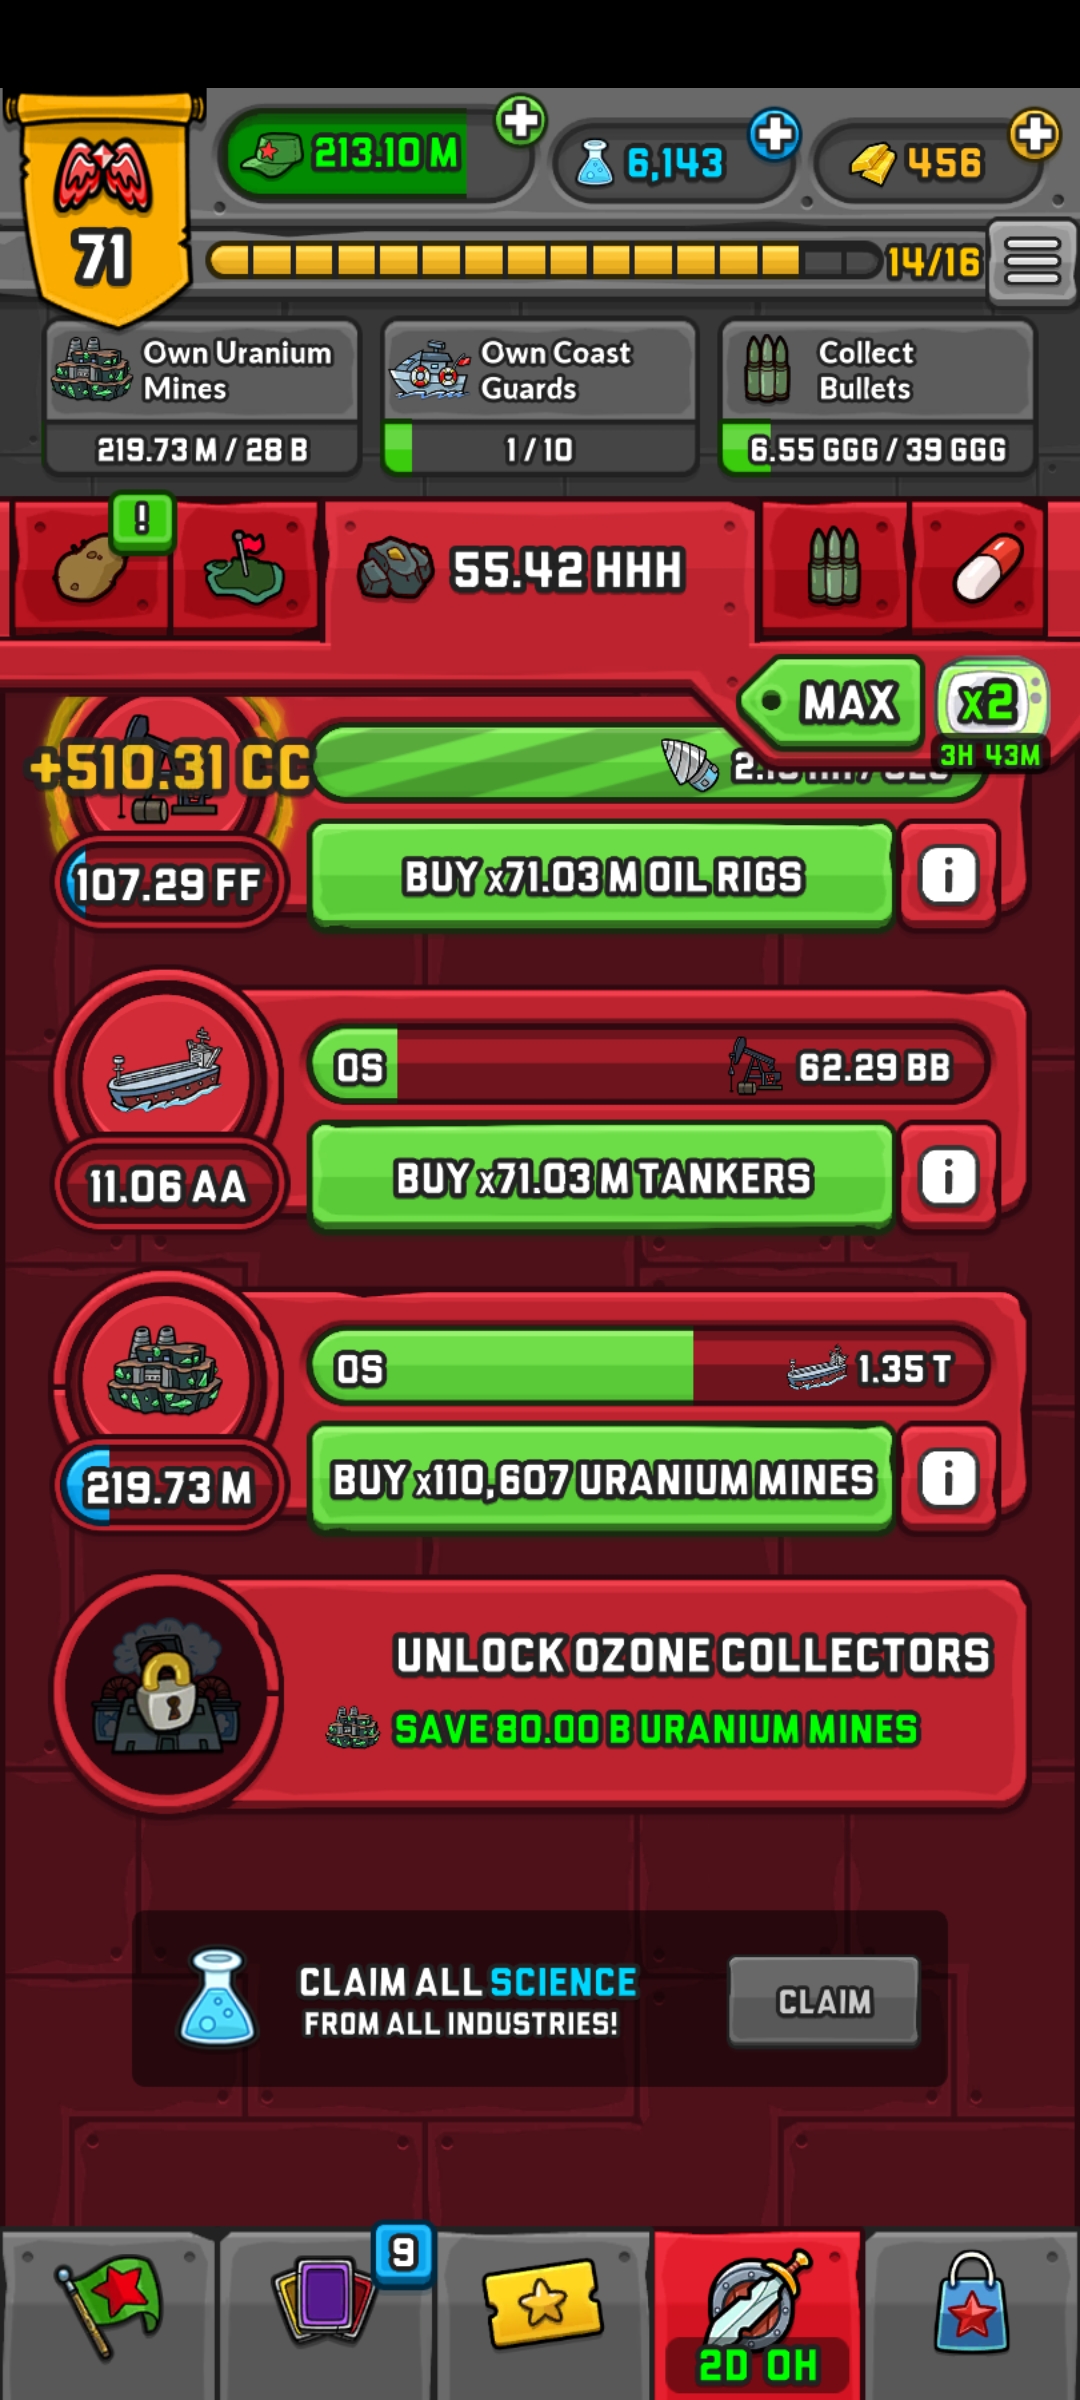 213.10 M
6,143
456
71
14/16
Own Uranium
Mines
219.73 M / 28 B
Own Coast
Guards
1 / 10
Collect
Bullets
6.55 GGG / 39 GGG
!
55.42 HHH
MAX
x2
3H 43M
+510.31 CC
107.29 FF
BUY x71.03 M OIL RIGS
i
0S
62.29 BB
11.06 AA
BUY x71.03 M TANKERS
i
0S
1.35 T
219.73 M
BUY x110,607 URANIUM MINES
i
UNLOCK OZONE COLLECTORS
SAVE 80.00 B URANIUM MINES
CLAIM ALL SCIENCE
FROM ALL INDUSTRIES!
CLAIM
9
2D 0H